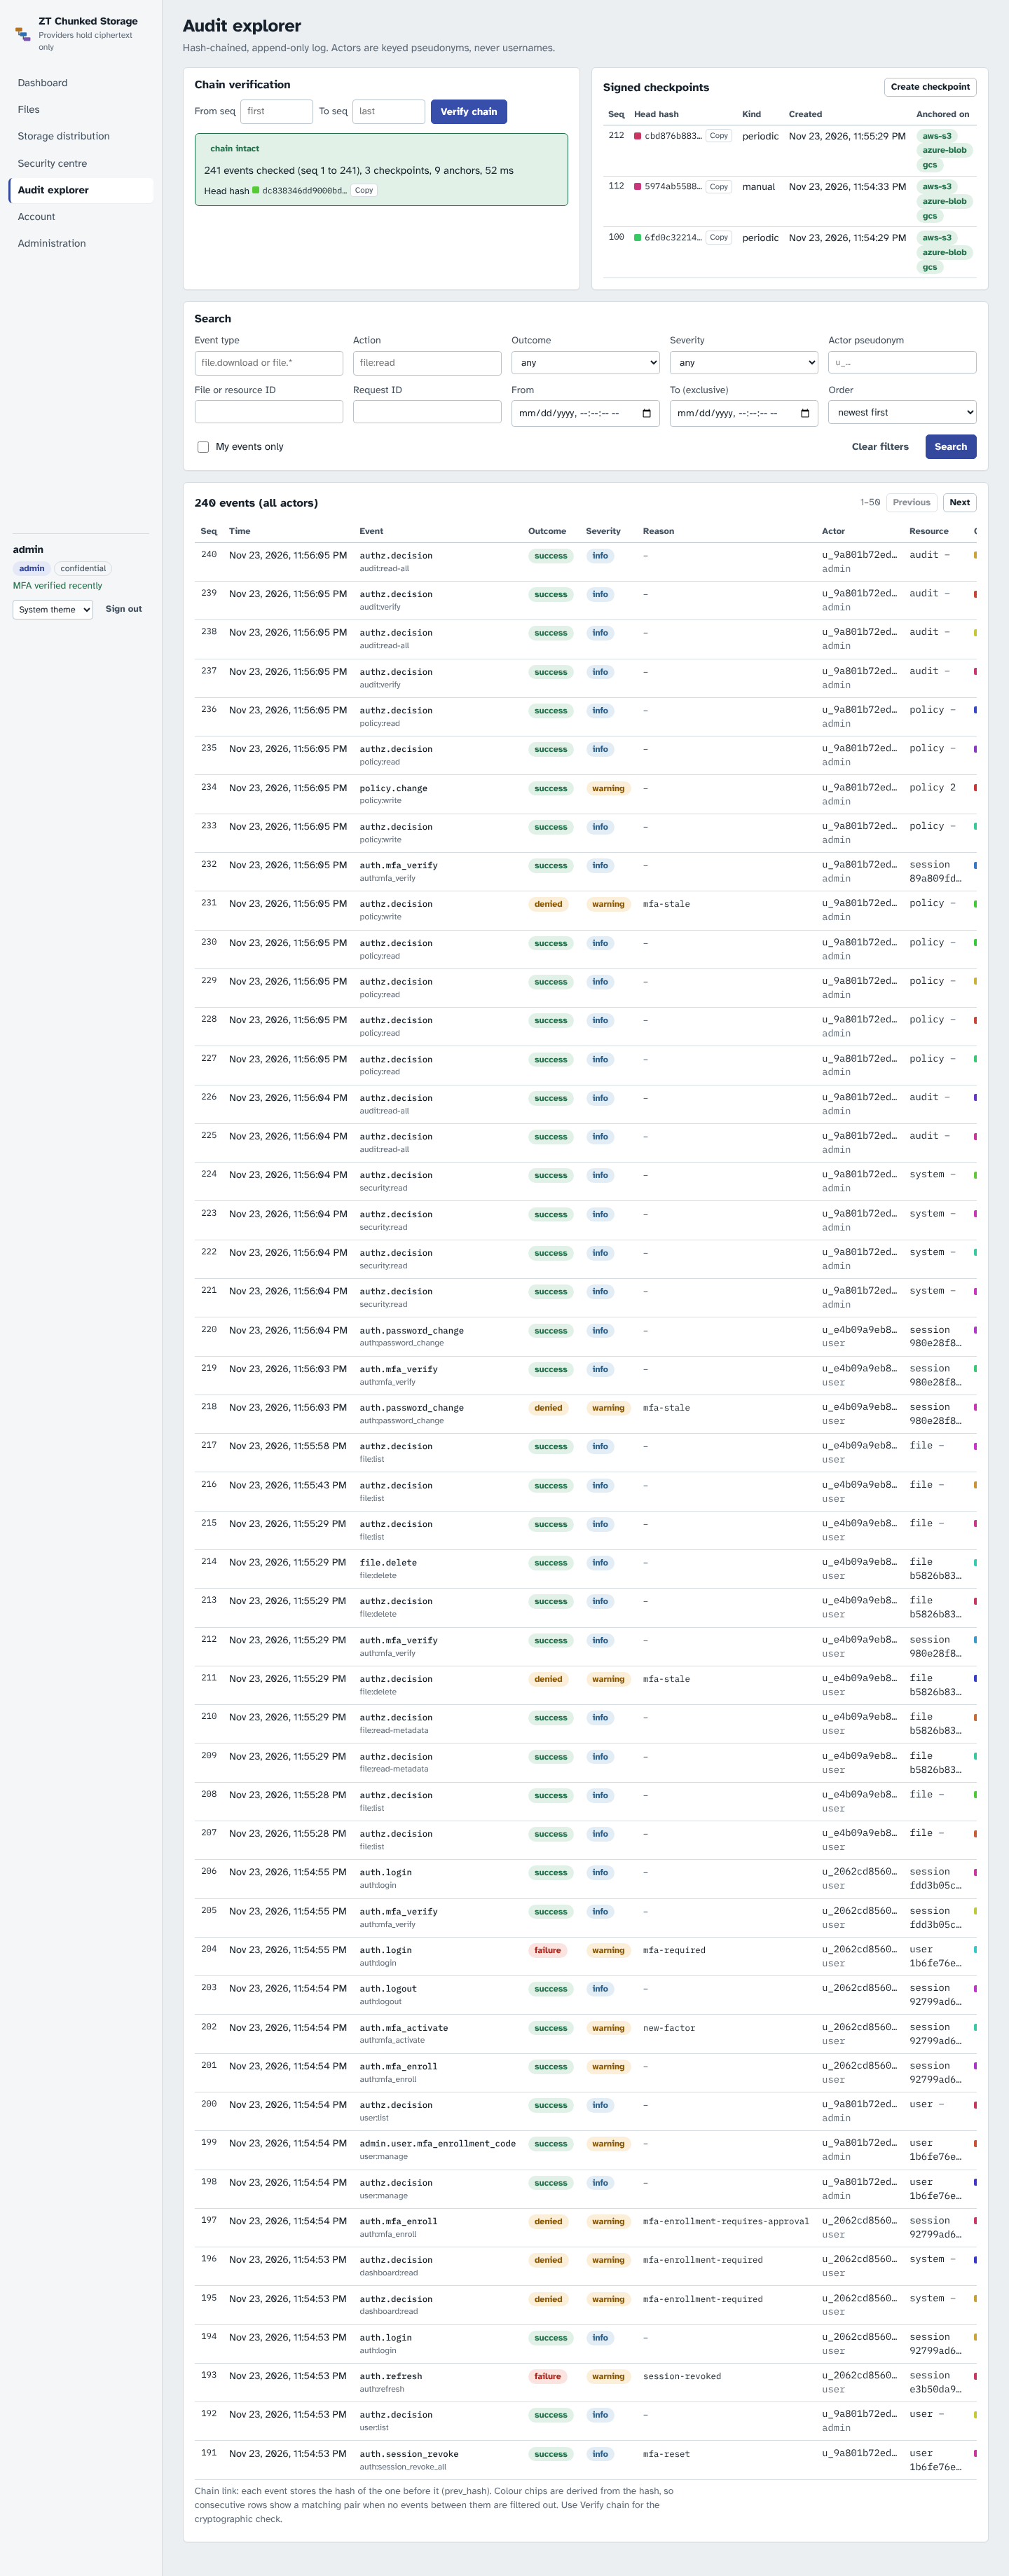 ZT Chunked Storage
Providers hold ciphertext
only
Dashboard
Files
Storage distribution
Security centre
Audit explorer
Account
Administration
admin
admin confidential
MFA verified recently
System theme Sign out
Audit explorer
Hash-chained, append-only log. Actors are keyed pseudonyms, never usernames.
Chain verification
From seq first To seq last Verify chain
chain intact
241 events checked (seq 1 to 241), 3 checkpoints, 9 anchors, 52 ms
Head hash dc838346dd9000bd… Copy
Signed checkpoints Create checkpoint
Seq Head hash Kind Created Anchored on
212 cbd876b883… Copy periodic Nov 23, 2026, 11:55:29 PM aws-s3
azure-blob
gcs
112 5974ab5588… Copy manual Nov 23, 2026, 11:54:33 PM aws-s3
azure-blob
gcs
100 6fd0c32214… Copy periodic Nov 23, 2026, 11:54:29 PM aws-s3
azure-blob
gcs
Search
Event type Action Outcome Severity Actor pseudonym
file.download or file.* file:read any any u_…
File or resource ID Request ID From To (exclusive) Order
mm/dd/yyyy, --:--:-- -- mm/dd/yyyy, --:--:-- -- newest first
My events only Clear filters Search
240 events (all actors) 1–50 Previous Next
Seq Time Event Outcome Severity Reason Actor Resource
240 Nov 23, 2026, 11:56:05 PM authz.decision success info – u_9a801b72ed… audit –
audit:read-all admin
239 Nov 23, 2026, 11:56:05 PM authz.decision success info – u_9a801b72ed… audit –
audit:verify admin
238 Nov 23, 2026, 11:56:05 PM authz.decision success info – u_9a801b72ed… audit –
audit:read-all admin
237 Nov 23, 2026, 11:56:05 PM authz.decision success info – u_9a801b72ed… audit –
audit:verify admin
236 Nov 23, 2026, 11:56:05 PM authz.decision success info – u_9a801b72ed… policy –
policy:read admin
235 Nov 23, 2026, 11:56:05 PM authz.decision success info – u_9a801b72ed… policy –
policy:read admin
234 Nov 23, 2026, 11:56:05 PM policy.change success warning – u_9a801b72ed… policy 2
policy:write admin
233 Nov 23, 2026, 11:56:05 PM authz.decision success info – u_9a801b72ed… policy –
policy:write admin
232 Nov 23, 2026, 11:56:05 PM auth.mfa_verify success info – u_9a801b72ed… session
auth:mfa_verify admin 89a809fd…
231 Nov 23, 2026, 11:56:05 PM authz.decision denied warning mfa-stale u_9a801b72ed… policy –
policy:write admin
230 Nov 23, 2026, 11:56:05 PM authz.decision success info – u_9a801b72ed… policy –
policy:read admin
229 Nov 23, 2026, 11:56:05 PM authz.decision success info – u_9a801b72ed… policy –
policy:read admin
228 Nov 23, 2026, 11:56:05 PM authz.decision success info – u_9a801b72ed… policy –
policy:read admin
227 Nov 23, 2026, 11:56:05 PM authz.decision success info – u_9a801b72ed… policy –
policy:read admin
226 Nov 23, 2026, 11:56:04 PM authz.decision success info – u_9a801b72ed… audit –
audit:read-all admin
225 Nov 23, 2026, 11:56:04 PM authz.decision success info – u_9a801b72ed… audit –
audit:read-all admin
224 Nov 23, 2026, 11:56:04 PM authz.decision success info – u_9a801b72ed… system –
security:read admin
223 Nov 23, 2026, 11:56:04 PM authz.decision success info – u_9a801b72ed… system –
security:read admin
222 Nov 23, 2026, 11:56:04 PM authz.decision success info – u_9a801b72ed… system –
security:read admin
221 Nov 23, 2026, 11:56:04 PM authz.decision success info – u_9a801b72ed… system –
security:read admin
220 Nov 23, 2026, 11:56:04 PM auth.password_change success info – u_e4b09a9eb8… session
auth:password_change user 980e28f8…
219 Nov 23, 2026, 11:56:03 PM auth.mfa_verify success info – u_e4b09a9eb8… session
auth:mfa_verify user 980e28f8…
218 Nov 23, 2026, 11:56:03 PM auth.password_change denied warning mfa-stale u_e4b09a9eb8… session
auth:password_change user 980e28f8…
217 Nov 23, 2026, 11:55:58 PM authz.decision success info – u_e4b09a9eb8… file –
file:list user
216 Nov 23, 2026, 11:55:43 PM authz.decision success info – u_e4b09a9eb8… file –
file:list user
215 Nov 23, 2026, 11:55:29 PM authz.decision success info – u_e4b09a9eb8… file –
file:list user
214 Nov 23, 2026, 11:55:29 PM file.delete success info – u_e4b09a9eb8… file
file:delete user b5826b83…
213 Nov 23, 2026, 11:55:29 PM authz.decision success info – u_e4b09a9eb8… file
file:delete user b5826b83…
212 Nov 23, 2026, 11:55:29 PM auth.mfa_verify success info – u_e4b09a9eb8… session
auth:mfa_verify user 980e28f8…
211 Nov 23, 2026, 11:55:29 PM authz.decision denied warning mfa-stale u_e4b09a9eb8… file
file:delete user b5826b83…
210 Nov 23, 2026, 11:55:29 PM authz.decision success info – u_e4b09a9eb8… file
file:read-metadata user b5826b83…
209 Nov 23, 2026, 11:55:29 PM authz.decision success info – u_e4b09a9eb8… file
file:read-metadata user b5826b83…
208 Nov 23, 2026, 11:55:28 PM authz.decision success info – u_e4b09a9eb8… file –
file:list user
207 Nov 23, 2026, 11:55:28 PM authz.decision success info – u_e4b09a9eb8… file –
file:list user
206 Nov 23, 2026, 11:54:55 PM auth.login success info – u_2062cd8560… session
auth:login user fdd3b05c…
205 Nov 23, 2026, 11:54:55 PM auth.mfa_verify success info – u_2062cd8560… session
auth:mfa_verify user fdd3b05c…
204 Nov 23, 2026, 11:54:55 PM auth.login failure warning mfa-required u_2062cd8560… user
auth:login user 1b6fe76e…
203 Nov 23, 2026, 11:54:54 PM auth.logout success info – u_2062cd8560… session
auth:logout 92799ad6…
202 Nov 23, 2026, 11:54:54 PM auth.mfa_activate success warning new-factor u_2062cd8560… session
auth:mfa_activate user 92799ad6…
201 Nov 23, 2026, 11:54:54 PM auth.mfa_enroll success warning – u_2062cd8560… session
auth:mfa_enroll user 92799ad6…
200 Nov 23, 2026, 11:54:54 PM authz.decision success info – u_9a801b72ed… user –
user:list admin
199 Nov 23, 2026, 11:54:54 PM admin.user.mfa_enrollment_code success warning – u_9a801b72ed… user
user:manage admin 1b6fe76e…
198 Nov 23, 2026, 11:54:54 PM authz.decision success info – u_9a801b72ed… user
user:manage admin 1b6fe76e…
197 Nov 23, 2026, 11:54:54 PM auth.mfa_enroll denied warning mfa-enrollment-requires-approval u_2062cd8560… session
auth:mfa_enroll user 92799ad6…
196 Nov 23, 2026, 11:54:53 PM authz.decision denied warning mfa-enrollment-required u_2062cd8560… system –
dashboard:read user
195 Nov 23, 2026, 11:54:53 PM authz.decision denied warning mfa-enrollment-required u_2062cd8560… system –
dashboard:read user
194 Nov 23, 2026, 11:54:53 PM auth.login success info – u_2062cd8560… session
auth:login user 92799ad6…
193 Nov 23, 2026, 11:54:53 PM auth.refresh failure warning session-revoked u_2062cd8560… session
auth:refresh user e3b50da9…
192 Nov 23, 2026, 11:54:53 PM authz.decision success info – u_9a801b72ed… user –
user:list admin
191 Nov 23, 2026, 11:54:53 PM auth.session_revoke success info mfa-reset u_9a801b72ed… user
auth:session_revoke_all 1b6fe76e…
Chain link: each event stores the hash of the one before it (prev_hash). Colour chips are derived from the hash, so
consecutive rows show a matching pair when no events between them are filtered out. Use Verify chain for the
cryptographic check.